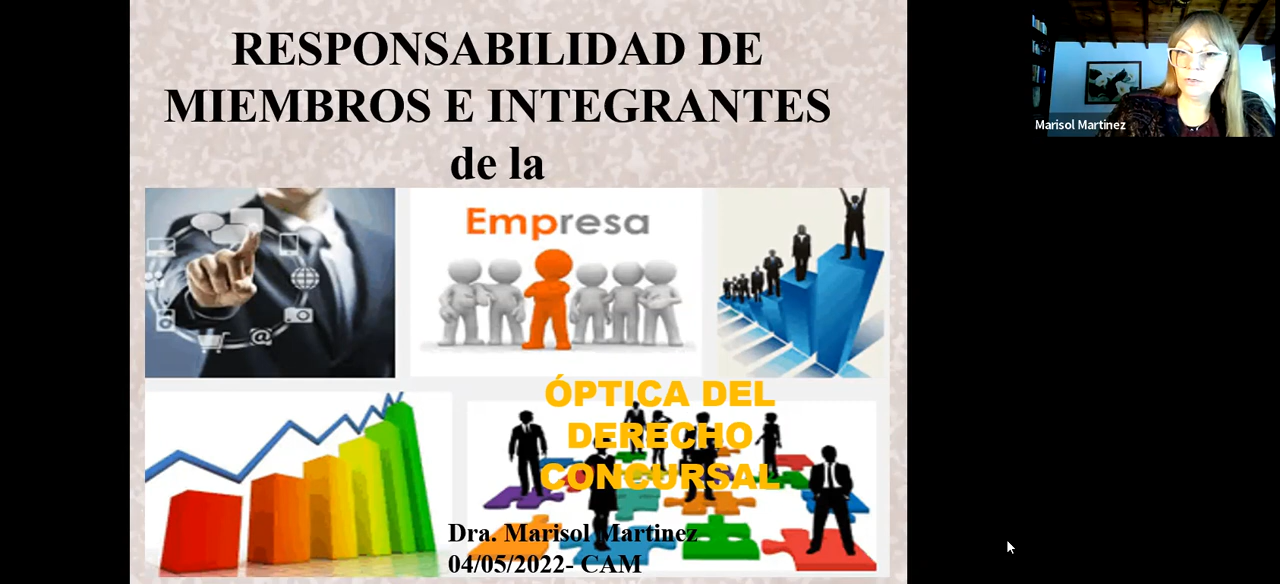 RESPONSABILIDAD DE
MIEMBROS E INTEGRANTES
de la
Empresa
@
ÓPTICA DEL
DERECHO
CONCURSAL
Dra. Marisol Martinez
04/05/2022- CAM
Marisol Martinez